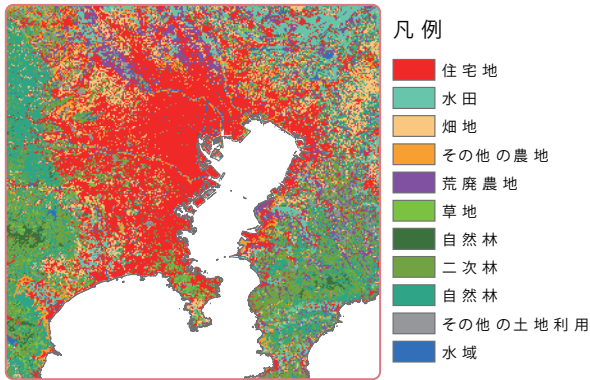 凡例
住宅地
水田
畑地
その他の農地
荒廃農地
草地
自然林
二次林
自然林
その他の土地利用
水域